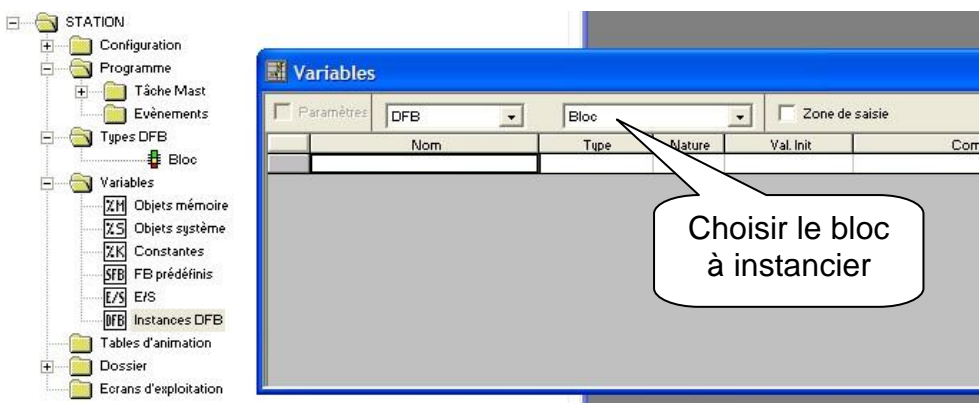 STATION
Configuration
Programme
Tâche Mast
Evènements
Types DFB
Bloc
Variables
%M Objets mémoire
%S Objets système
%K Constantes
SFB FB prédéfinis
E/S E/S
DFB Instances DFB
Tables d'animation
Dossier
Ecrans d'exploitation
Variables
Paramètres DFB Bloc Zone de saisie
Nom Type Nature Val. Init Com
Choisir le bloc
à instancier